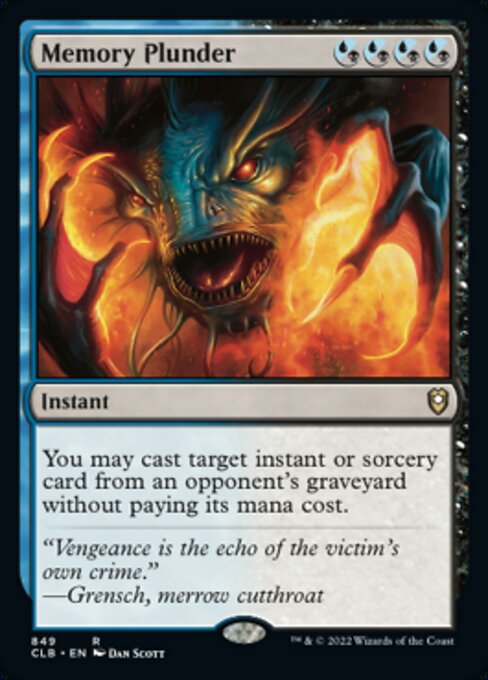 Memory Plunder
Instant
You may cast target instant or sorcery
card from an opponent's graveyard
without paying its mana cost.
"Vengeance is the echo of the victim's
own crime."
—Grensch, merrow cutthroat
849 R
CLB • EN Dan Scott
™ & © 2022 Wizards of the Coast